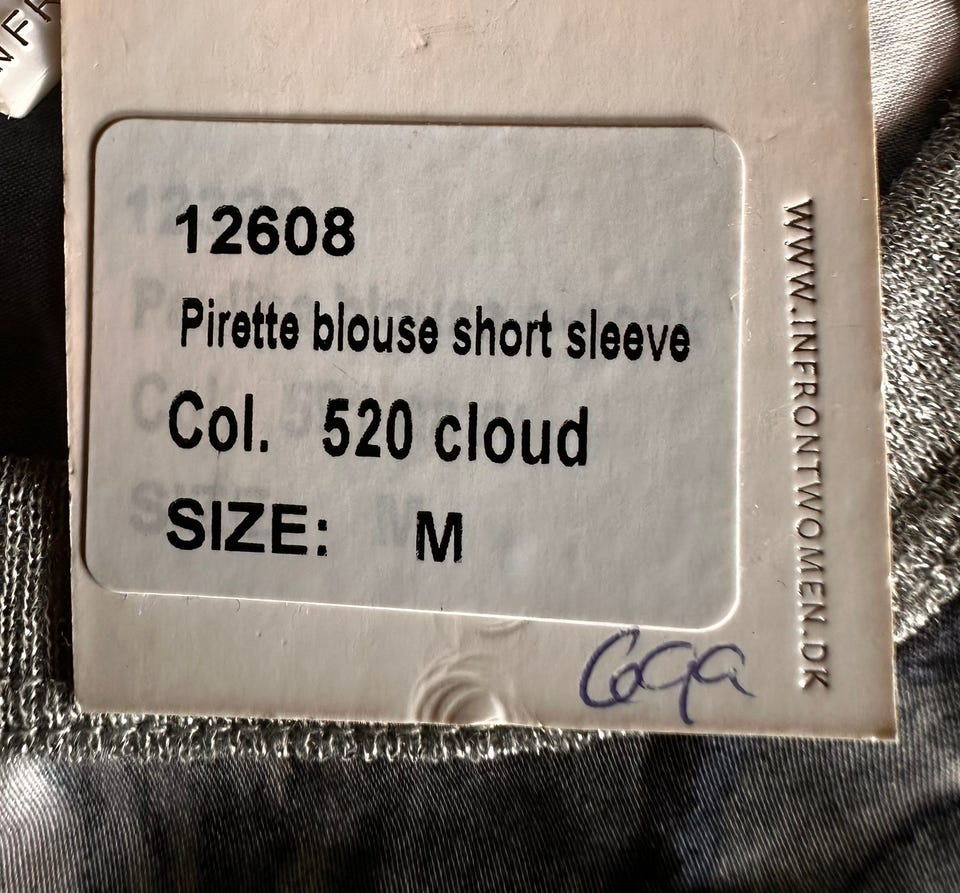 12608
Pirette blouse short sleeve
Col. 520 cloud
SIZE: M
WWW.INFRONTWOMEN.DK